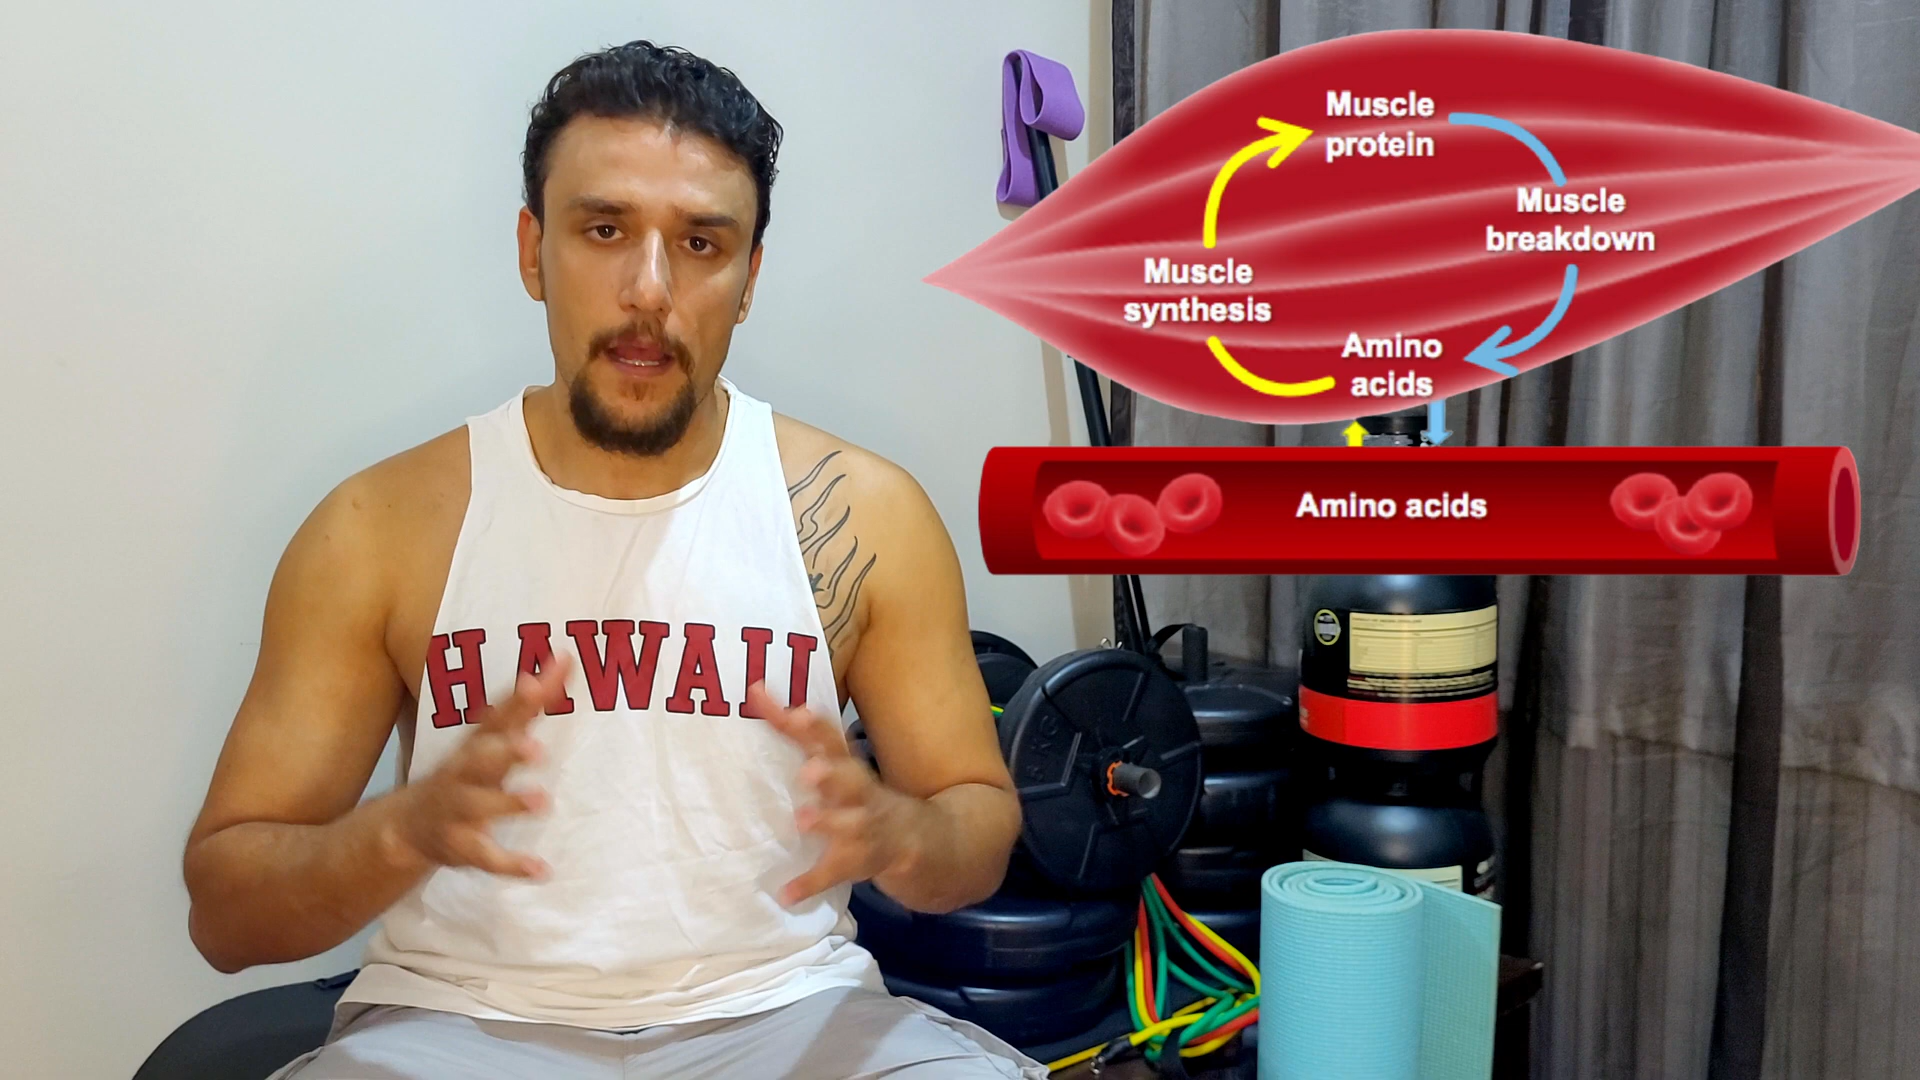 Muscle
protein
Muscle
breakdown
Muscle
synthesis
Amino
acids
Amino acids
HAWAII